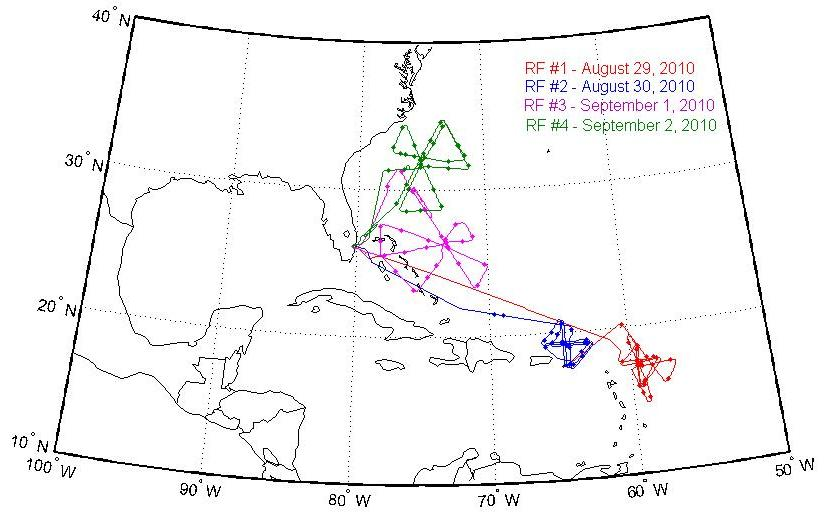 40°N
RF #1 - August 29, 2010
RF #2 - August 30, 2010
RF #3 - September 1, 2010
RF #4 - September 2, 2010
30°N
20°N
10°N
100°W
90°W
80°W
70°W
60°W
50°W